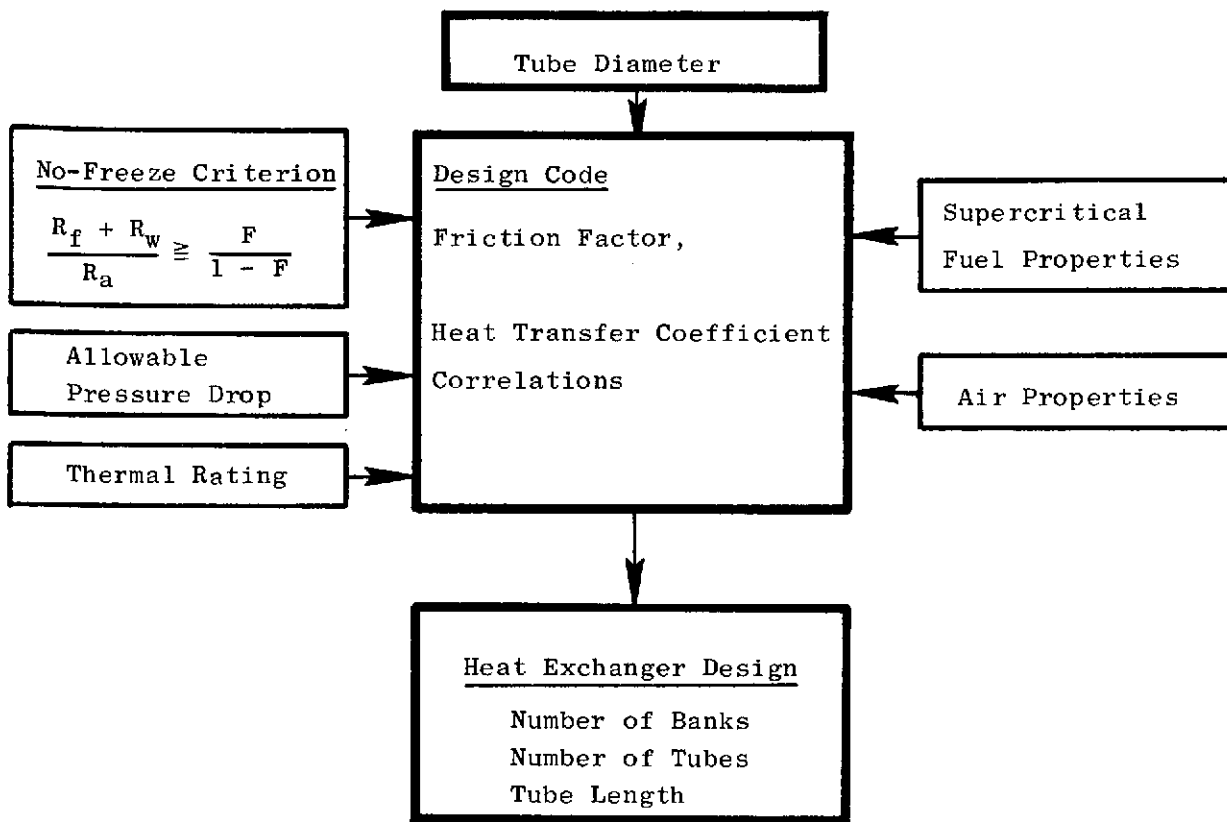 Tube Diameter
No-Freeze Criterion
R_f + R_w
R_a
≧
F
1 - F
Allowable
Pressure Drop
Thermal Rating
Design Code
Friction Factor,
Heat Transfer Coefficient
Correlations
Supercritical
Fuel Properties
Air Properties
Heat Exchanger Design
Number of Banks
Number of Tubes
Tube Length